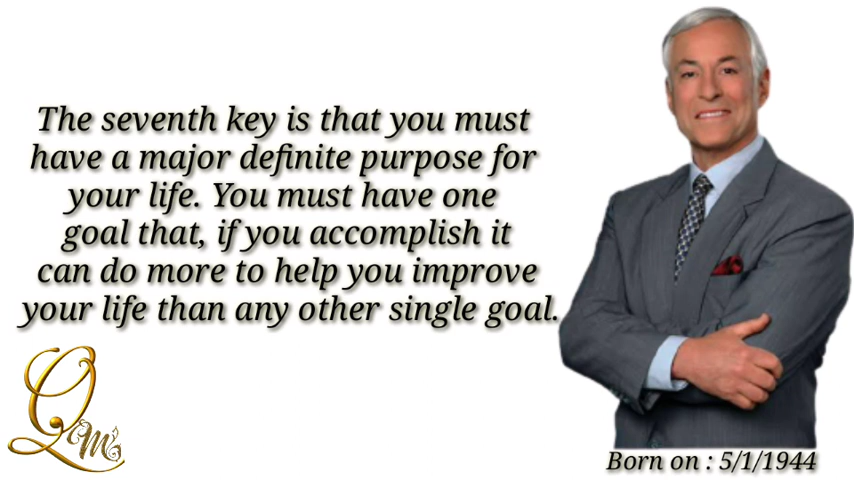 The seventh key is that you must
have a major definite purpose for
your life. You must have one
goal that, if you accomplish it
can do more to help you improve
your life than any other single goal.
QM's
Born on : 5/1/1944